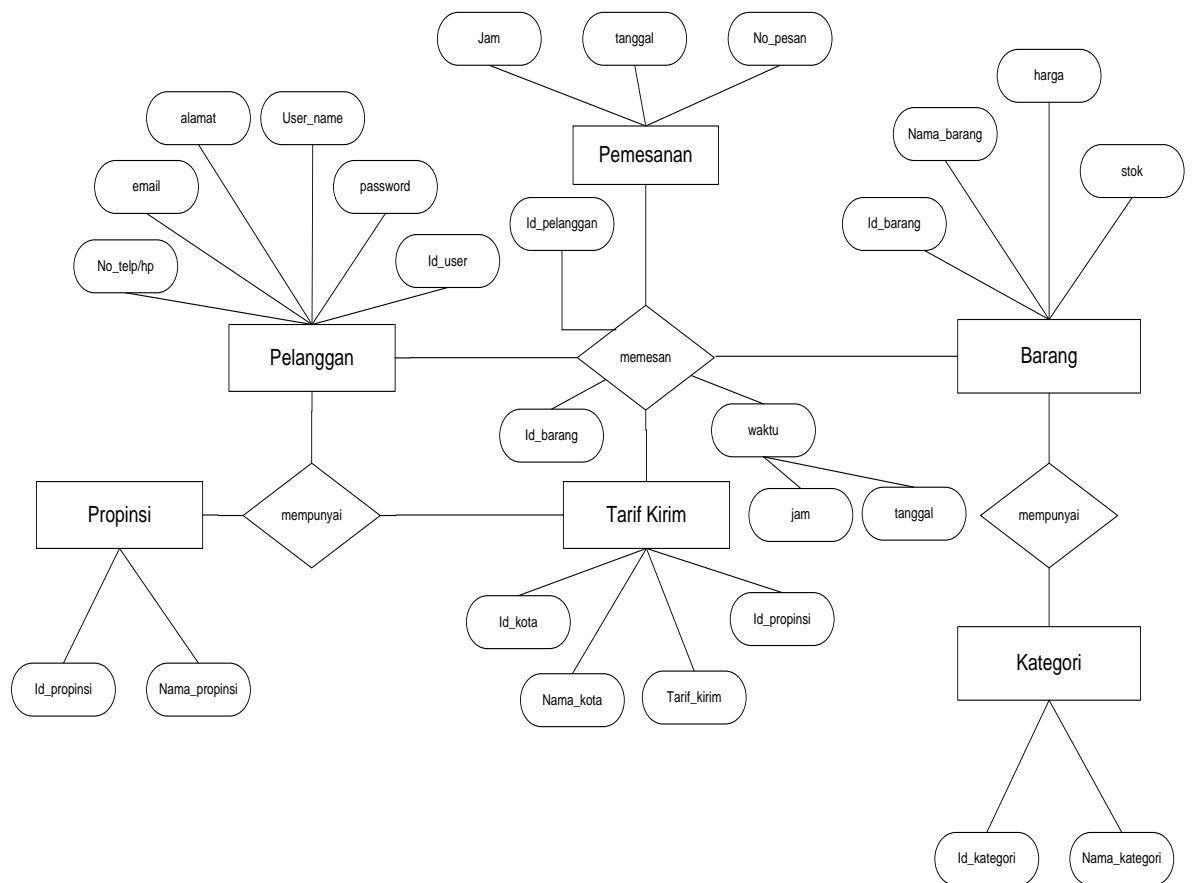 Jam
tanggal
No_pesan
harga
alamat
User_name
Pemesanan
Nama_barang
email
password
stok
Id_pelanggan
Id_barang
No_telp/hp
Id_user
Pelanggan
memesan
Barang
Id_barang
waktu
Propinsi
mempunyai
Tarif Kirim
jam
tanggal
mempunyai
Id_kota
Id_propinsi
Kategori
Id_propinsi
Nama_propinsi
Nama_kota
Tarif_kirim
Id_kategori
Nama_kategori